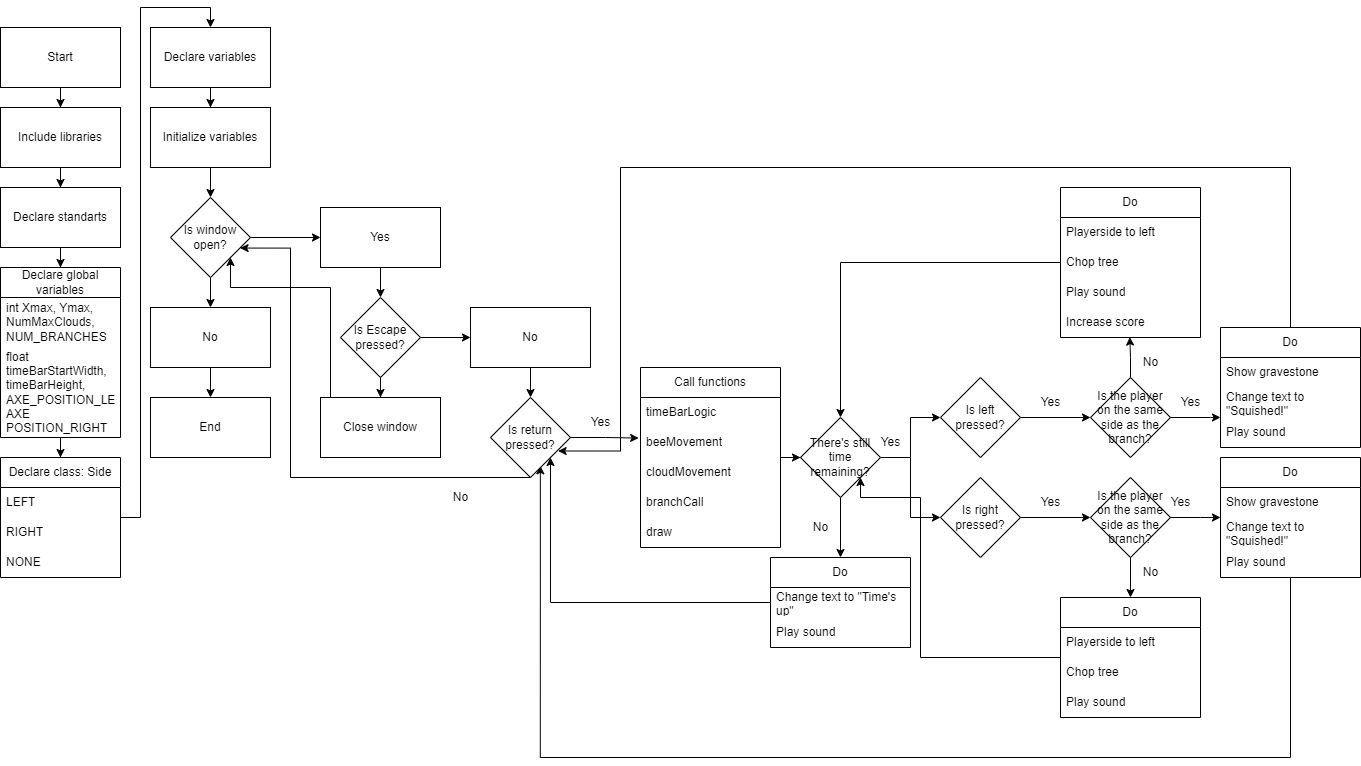 Start
Include libraries
Declare standarts
Declare global
variables
int Xmax, Ymax,
NumMaxClouds,
NUM_BRANCHES
float
timeBarStartWidth,
timeBarHeight,
AXE_POSITION_LE
AXE
POSITION_RIGHT
Declare class: Side
LEFT
RIGHT
NONE
Declare variables
Initialize variables
Is window
open?
No
End
Yes
Is Escape
pressed?
Close window
No
Is return
pressed?
Yes
No
Call functions
timeBarLogic
beeMovement
cloudMovement
branchCall
draw
There's still
time
remaining?
Yes
No
Do
Change text to "Time's
up"
Play sound
Is left
pressed?
Yes
Is the player
on the same
side as the
branch?
No
Yes
Do
Playerside to left
Chop tree
Play sound
Increase score
Do
Show gravestone
Change text to
"Squished!"
Play sound
Is right
pressed?
Yes
Is the player
on the same
side as the
branch?
Yes
No
Do
Show gravestone
Change text to
"Squished!"
Play sound
Do
Playerside to left
Chop tree
Play sound